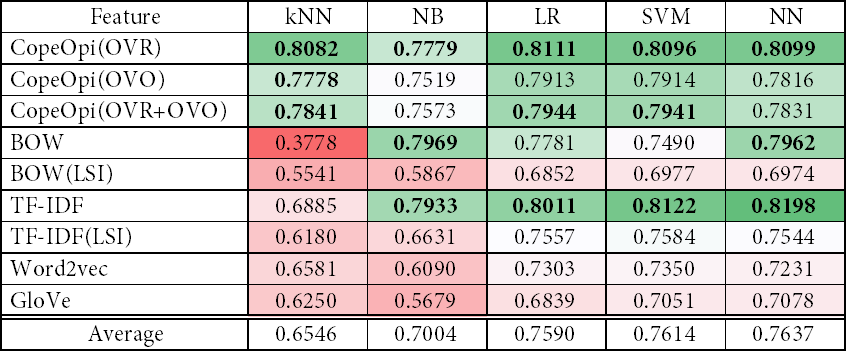 Feature kNN NB LR SVM NN
CopeOpi(OVR) 0.8082 0.7779 0.8111 0.8096 0.8099
CopeOpi(OVO) 0.7778 0.7519 0.7913 0.7914 0.7816
CopeOpi(OVR+OVO) 0.7841 0.7573 0.7944 0.7941 0.7831
BOW 0.3778 0.7969 0.7781 0.7490 0.7962
BOW(LSI) 0.5541 0.5867 0.6852 0.6977 0.6974
TF-IDF 0.6885 0.7933 0.8011 0.8122 0.8198
TF-IDF(LSI) 0.6180 0.6631 0.7557 0.7584 0.7544
Word2vec 0.6581 0.6090 0.7303 0.7350 0.7231
GloVe 0.6250 0.5679 0.6839 0.7051 0.7078
Average 0.6546 0.7004 0.7590 0.7614 0.7637